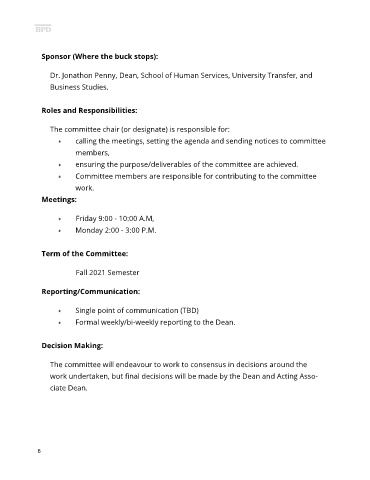 BPD
Sponsor (Where the buck stops):
Dr. Jonathon Penny, Dean, School of Human Services, University Transfer, and
Business Studies.
Roles and Responsibilities:
The committee chair (or designate) is responsible for:
• calling the meetings, setting the agenda and sending notices to committee
members,
• ensuring the purpose/deliverables of the committee are achieved.
• Committee members are responsible for contributing to the committee
work.
Meetings:
• Friday 9:00 - 10:00 A.M,
• Monday 2:00 - 3:00 P.M.
Term of the Committee:
Fall 2021 Semester
Reporting/Communication:
• Single point of communication (TBD)
• Formal weekly/bi-weekly reporting to the Dean.
Decision Making:
The committee will endeavour to work to consensus in decisions around the
work undertaken, but final decisions will be made by the Dean and Acting Asso-
ciate Dean.
6